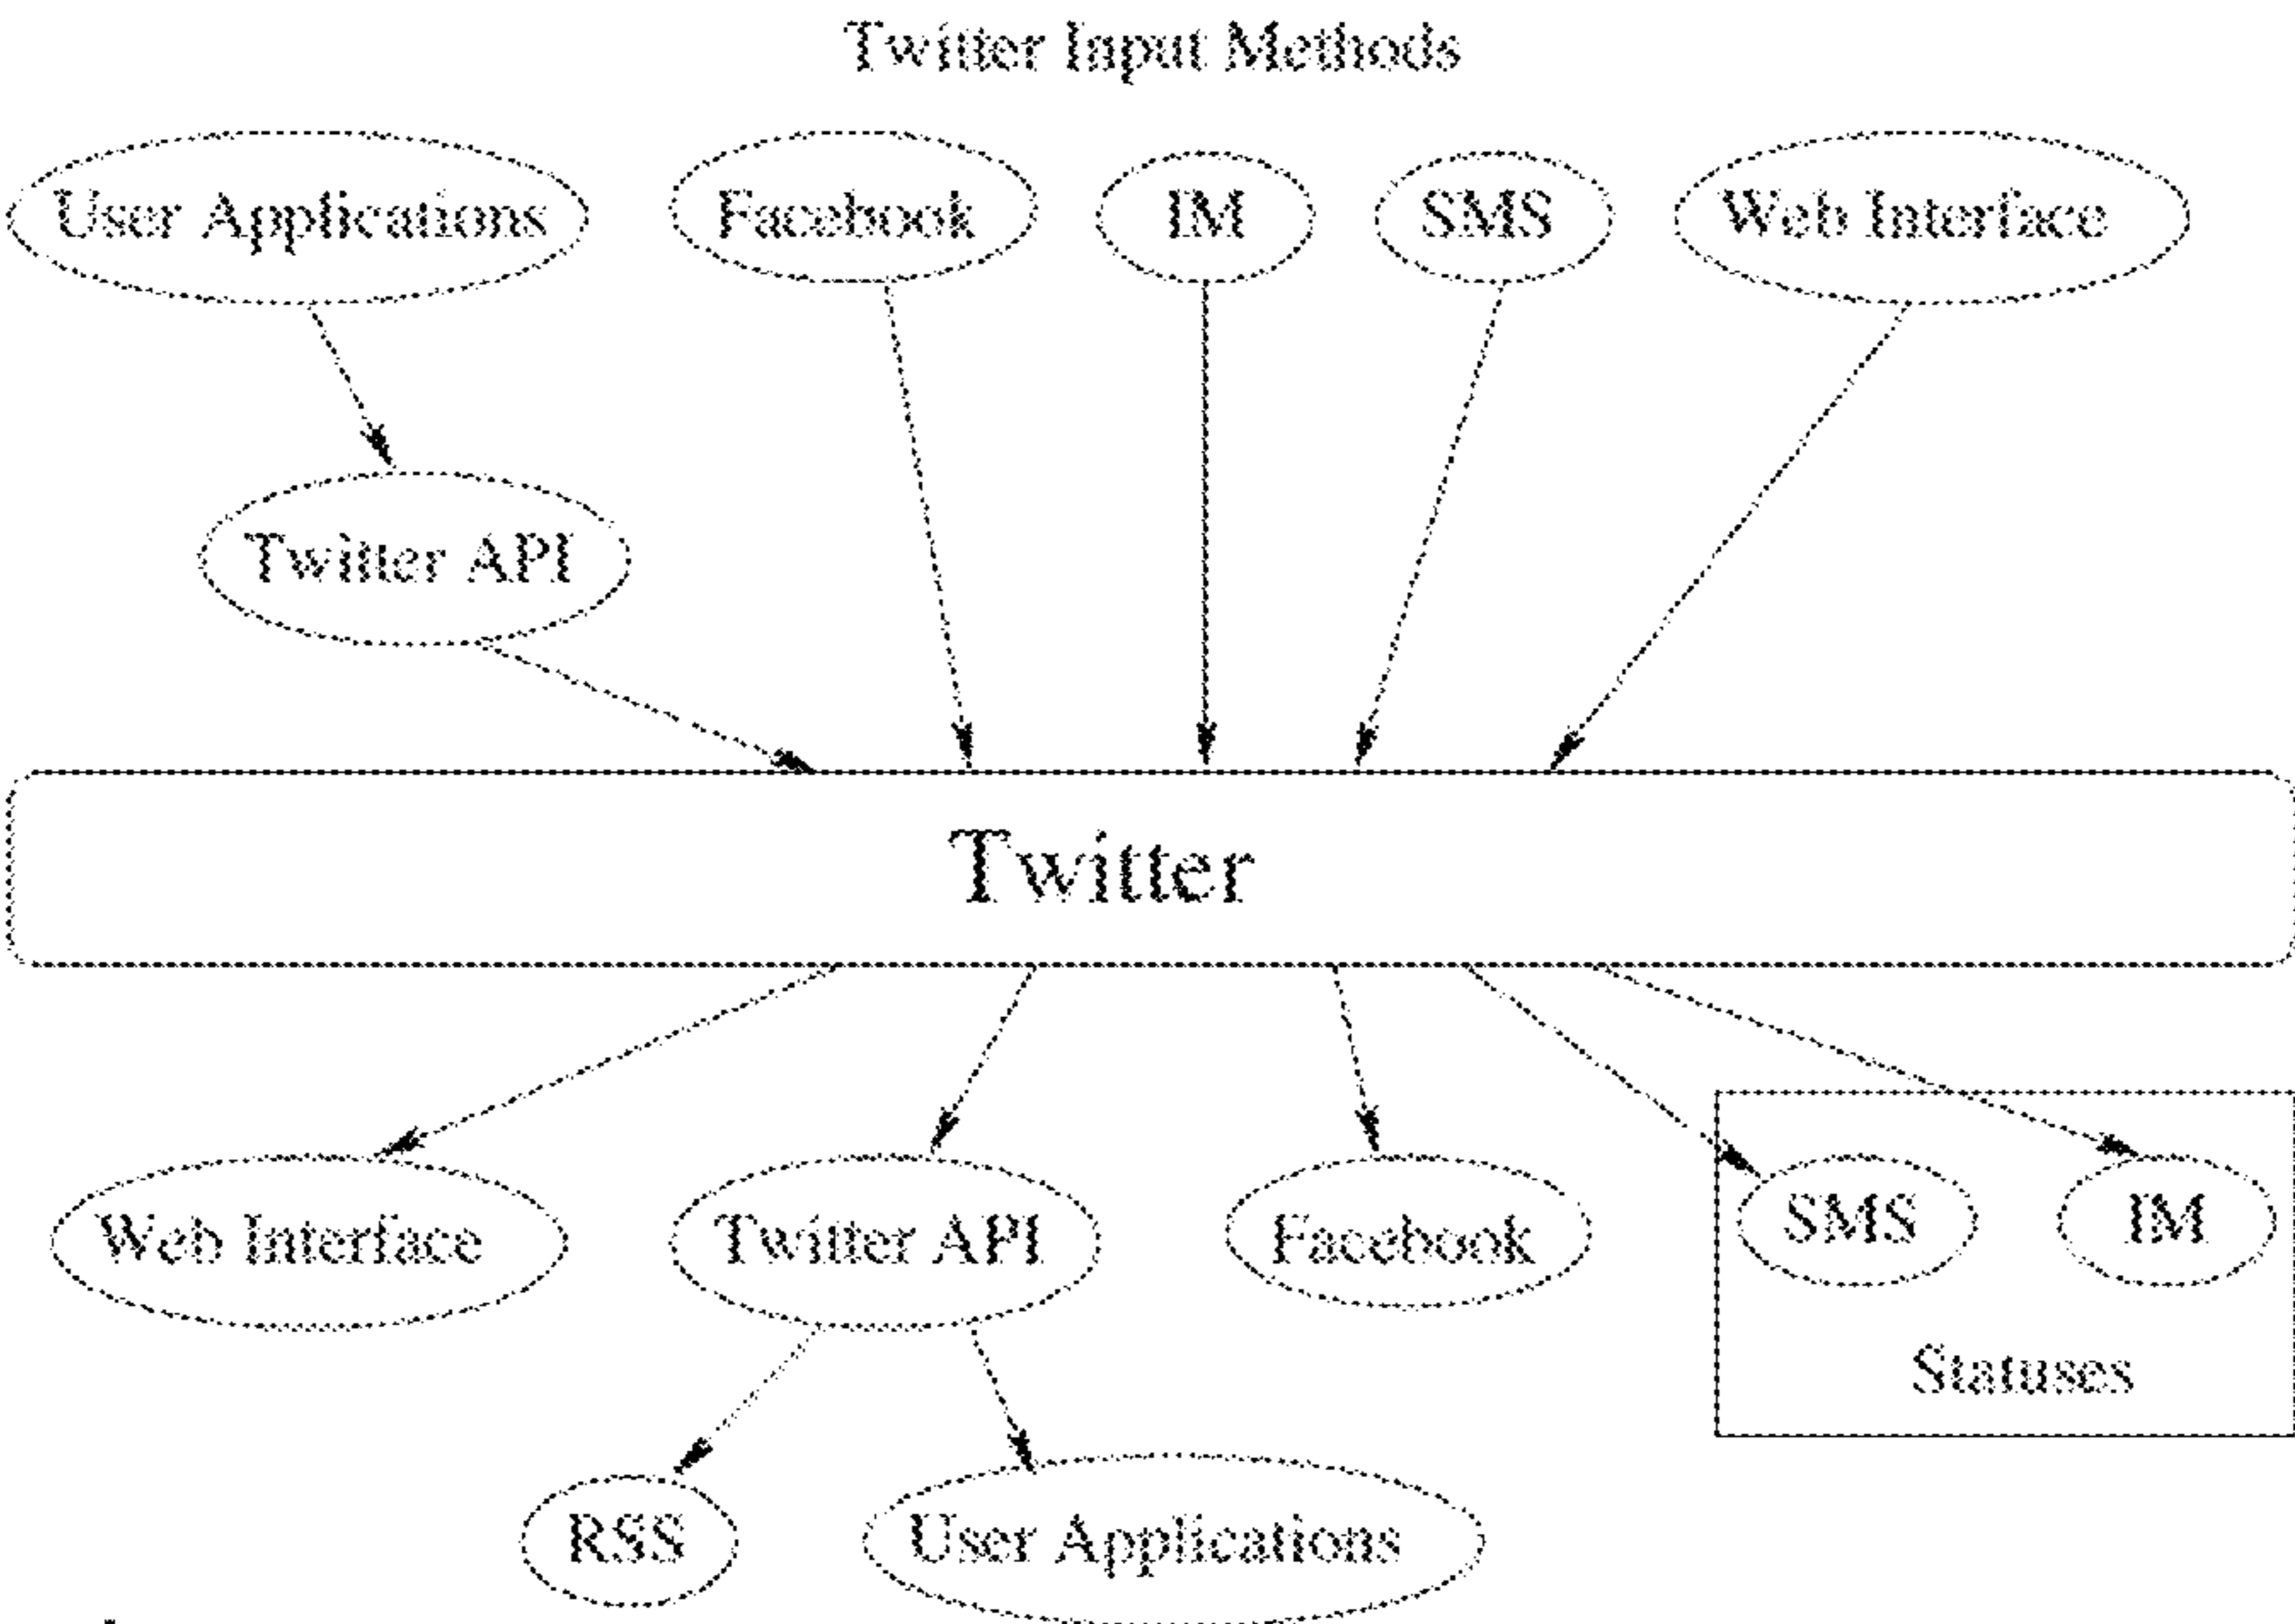 Twitter Input Methods
User Applications Facebook IM SMS Web Interface
Twitter API
Twitter
Web Interface Twitter API Facebook SMS IM
Statuses
RSS User Applications